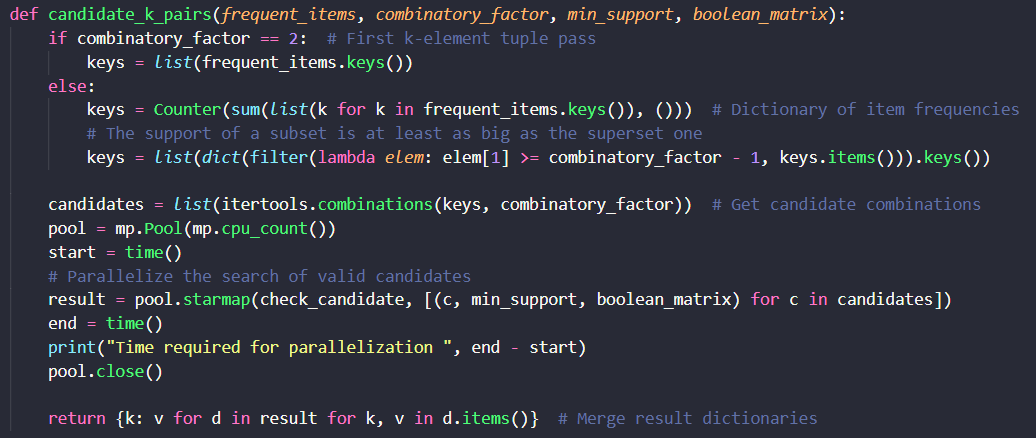 def candidate_k_pairs(frequent_items, combinatory_factor, min_support, boolean_matrix):
    if combinatory_factor == 2:  # First k-element tuple pass
        keys = list(frequent_items.keys())
    else:
        keys = Counter(sum(list(k for k in frequent_items.keys()), ()))  # Dictionary of item frequencies
        # The support of a subset is at least as big as the superset one
        keys = list(dict(filter(lambda elem: elem[1] >= combinatory_factor - 1, keys.items())).keys())

    candidates = list(itertools.combinations(keys, combinatory_factor))  # Get candidate combinations
    pool = mp.Pool(mp.cpu_count())
    start = time()
    # Parallelize the search of valid candidates
    result = pool.starmap(check_candidate, [(c, min_support, boolean_matrix) for c in candidates])
    end = time()
    print("Time required for parallelization ", end - start)
    pool.close()

    return {k: v for d in result for k, v in d.items()}  # Merge result dictionaries